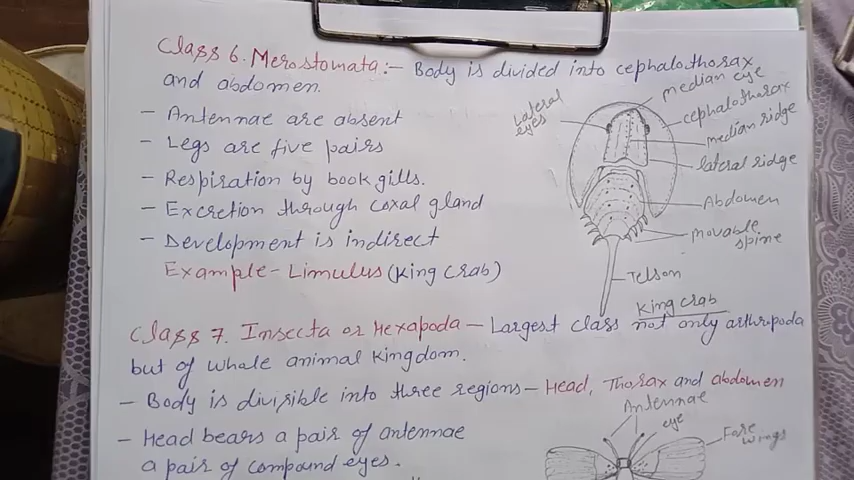 Class 6. Merostomata:- Body is divided into cephalothorax
and abdomen.
- Antennae are absent
- Legs are five pairs
- Respiration by book gills.
- Excretion through coxal gland
- Development is indirect
Example - Limulus (King Crab)
Lateral
eyes
median eye
cephalothorax
median ridge
lateral ridge
Abdomen
Movable
spine
Telson
King crab
Class 7. Insecta or Hexapoda - Largest class not only arthropoda
but of whole animal kingdom.
- Body is divisible into three regions - Head, Thorax and abdomen
- Head bears a pair of antennae
a pair of compound eyes.
Antennae
eye
Fore
wings